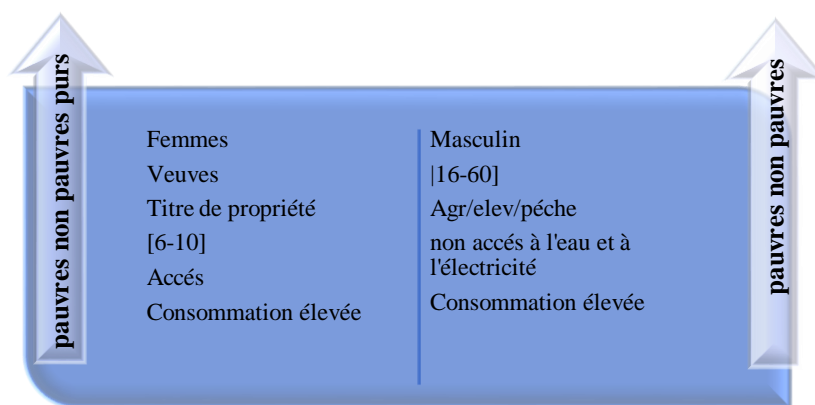 pauvres non pauvres purs
Femmes
Veuves
Titre de propriété
[6-10]
Accés
Consommation élevée
Masculin
|16-60]
Agr/elev/péche
non accés à l'eau et à
l'électricité
Consommation élevée
pauvres non pauvres